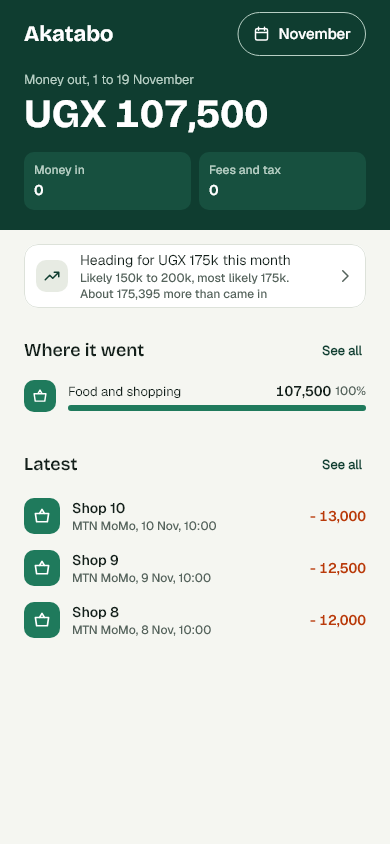 Akatabo
November
Money out, 1 to 19 November
UGX 107,500
Money in
0
Fees and tax
0
Heading for UGX 175k this month
Likely 150k to 200k, most likely 175k.
About 175,395 more than came in
Where it went
See all
Food and shopping
107,500 100%
Latest
See all
Shop 10
MTN MoMo, 10 Nov, 10:00
- 13,000
Shop 9
MTN MoMo, 9 Nov, 10:00
- 12,500
Shop 8
MTN MoMo, 8 Nov, 10:00
- 12,000